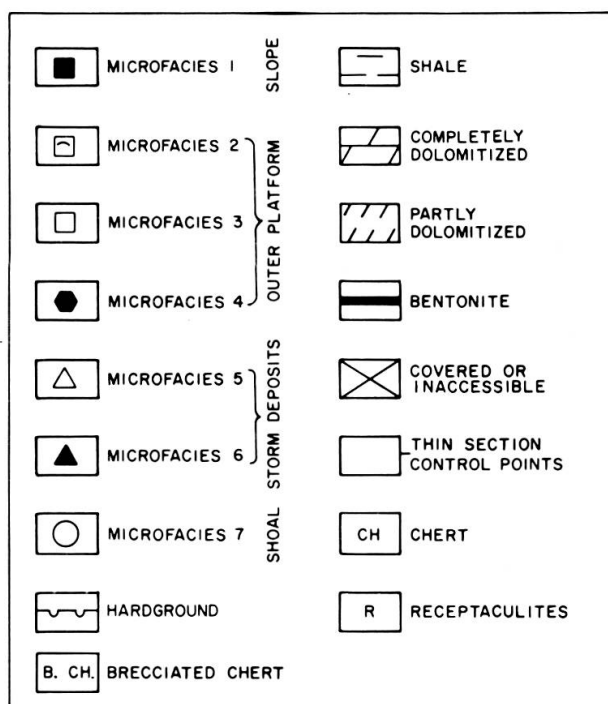 MICROFACIES 1
SLOPE
MICROFACIES 2
MICROFACIES 3
MICROFACIES 4
OUTER PLATFORM
MICROFACIES 5
MICROFACIES 6
STORM DEPOSITS
MICROFACIES 7
SHOAL
HARDGROUND
B. CH. BRECCIATED CHERT
SHALE
COMPLETELY
DOLOMITIZED
PARTLY
DOLOMITIZED
BENTONITE
COVERED OR
INACCESSIBLE
THIN SECTION
CONTROL POINTS
CH CHERT
R RECEPTACULITES